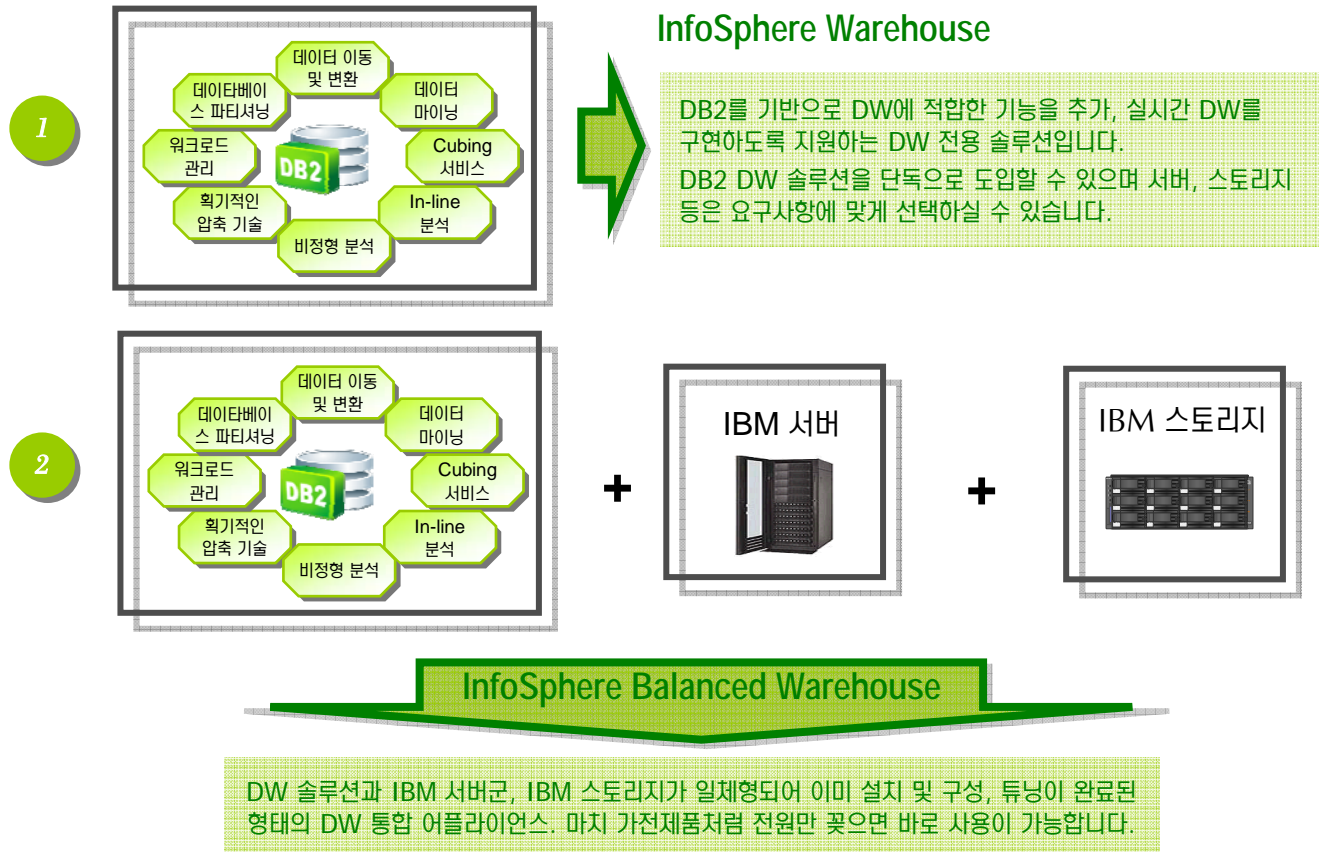 InfoSphere Warehouse
1
데이터 이동
및 변환
데이타베이
스 파티셔닝
데이터
마이닝
워크로드
관리
DB2
Cubing
서비스
획기적인
압축 기술
In-line
분석
비정형 분석
DB2를 기반으로 DW에 적합한 기능을 추가, 실시간 DW를
구현하도록 지원하는 DW 전용 솔루션입니다.
DB2 DW 솔루션을 단독으로 도입할 수 있으며 서버, 스토리지
등은 요구사항에 맞게 선택하실 수 있습니다.
2
데이터 이동
및 변환
데이타베이
스 파티셔닝
데이터
마이닝
워크로드
관리
DB2
Cubing
서비스
획기적인
압축 기술
In-line
분석
비정형 분석
+
IBM 서버
+
IBM 스토리지
InfoSphere Balanced Warehouse
DW 솔루션과 IBM 서버군, IBM 스토리지가 일체형되어 이미 설치 및 구성, 튜닝이 완료된
형태의 DW 통합 어플라이언스. 마치 가전제품처럼 전원만 꽂으면 바로 사용이 가능합니다.